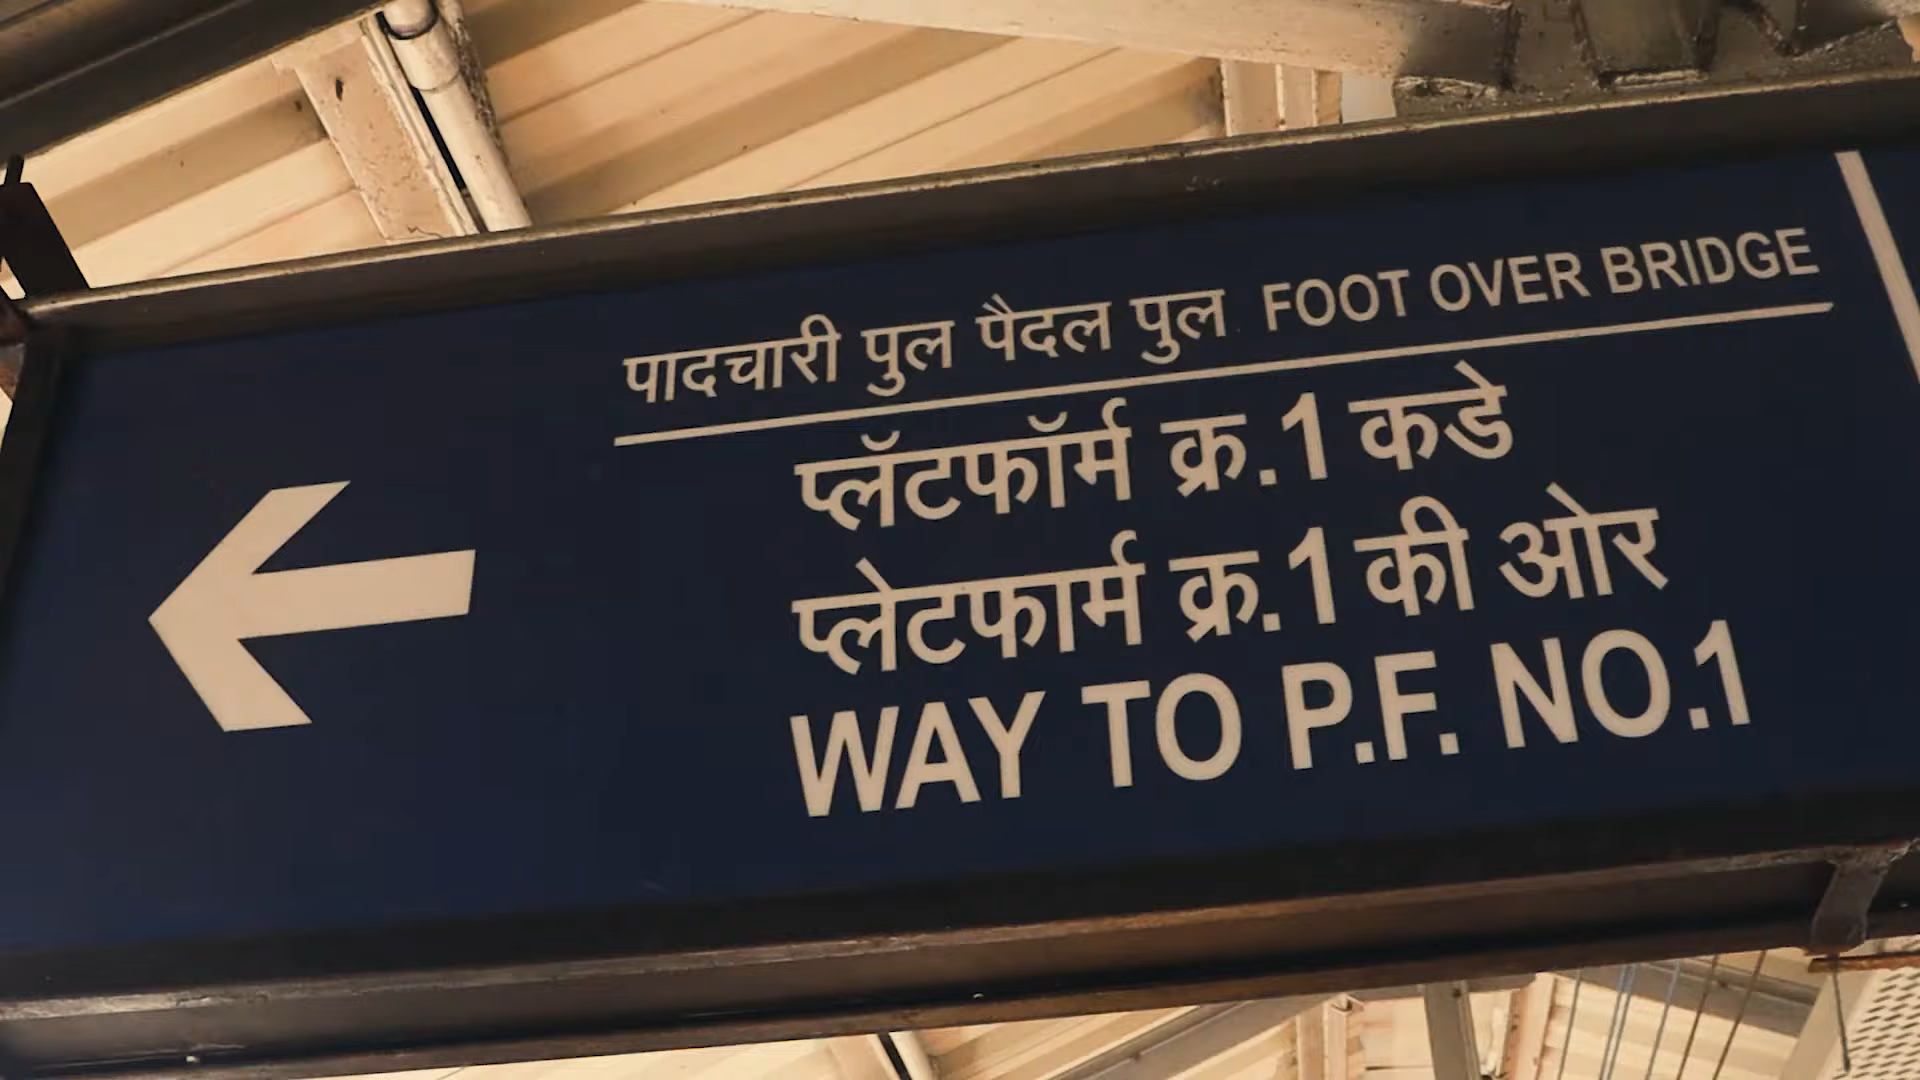 पादचारी पुल पैदल पुल FOOT OVER BRIDGE
प्लॅटफॉर्म क्र.1 कडे
प्लेटफार्म क्र.1 की ओर
WAY TO P.F. NO.1